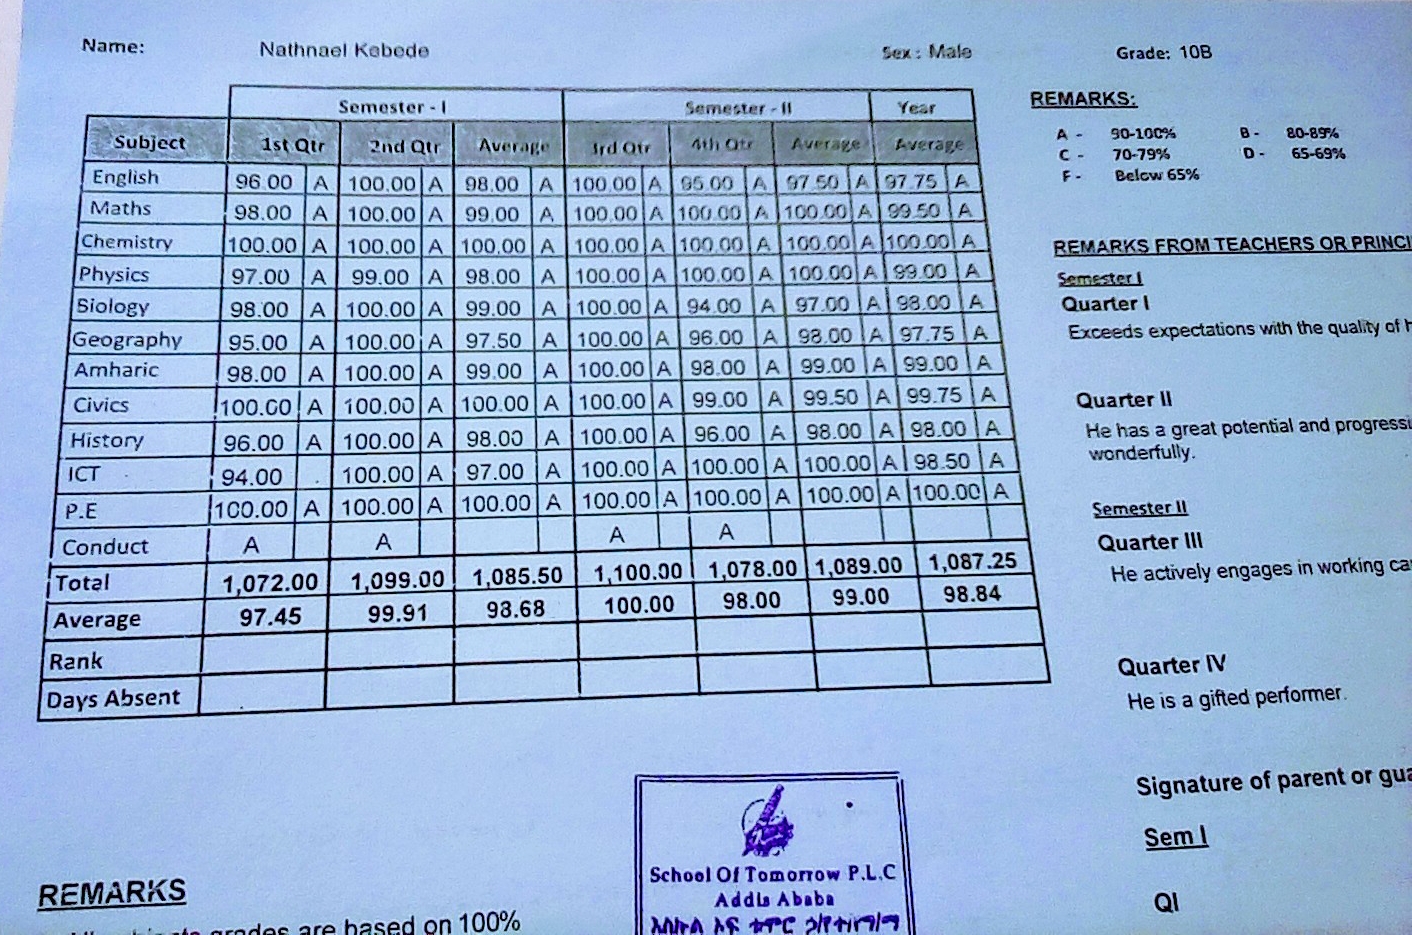 Name: Nathnael Kebede Sex : Male Grade: 10B
Semester - I Semester - II Year
Subject 1st Qtr 2nd Qtr Average 3rd Qtr 4th Qtr Average Average
English 96.00 A 100.00 A 98.00 A 100.00 A 95.00 A 97.50 A 97.75 A
Maths 98.00 A 100.00 A 99.00 A 100.00 A 100.00 A 100.00 A 99.50 A
Chemistry 100.00 A 100.00 A 100.00 A 100.00 A 100.00 A 100.00 A 100.00 A
Physics 97.00 A 99.00 A 98.00 A 100.00 A 100.00 A 100.00 A 99.00 A
Biology 98.00 A 100.00 A 99.00 A 100.00 A 94.00 A 97.00 A 98.00 A
Geography 95.00 A 100.00 A 97.50 A 100.00 A 96.00 A 98.00 A 97.75 A
Amharic 98.00 A 100.00 A 99.00 A 100.00 A 98.00 A 99.00 A 99.00 A
Civics 100.00 A 100.00 A 100.00 A 100.00 A 99.00 A 99.50 A 99.75 A
History 96.00 A 100.00 A 98.00 A 100.00 A 96.00 A 98.00 A 98.00 A
ICT 94.00 100.00 A 97.00 A 100.00 A 100.00 A 100.00 A 98.50 A
P.E 100.00 A 100.00 A 100.00 A 100.00 A 100.00 A 100.00 A 100.00 A
Conduct A A A A
Total 1,072.00 1,099.00 1,085.50 1,100.00 1,078.00 1,089.00 1,087.25
Average 97.45 99.91 98.68 100.00 98.00 99.00 98.84
Rank
Days Absent
REMARKS:
A - 90-100% B - 80-89%
C - 70-79% D - 65-69%
F - Below 65%
REMARKS FROM TEACHERS OR PRINCI
Semester I
Quarter I
Exceeds expectations with the quality of h
Quarter II
He has a great potential and progressi
wonderfully.
Semester II
Quarter III
He actively engages in working ca
Quarter IV
He is a gifted performer.
Signature of parent or gua
Sem I
QI
School Of Tomorrow P.L.C
Addis Ababa
REMARKS
grades are based on 100%